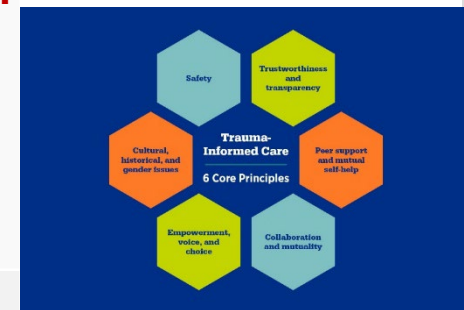 Safety
Trustworthiness
and
transparency
Cultural,
historical, and
gender issues
Trauma-
Informed Care
6 Core Principles
Peer support
and mutual
self-help
Empowerment,
voice, and
choice
Collaboration
and mutuality